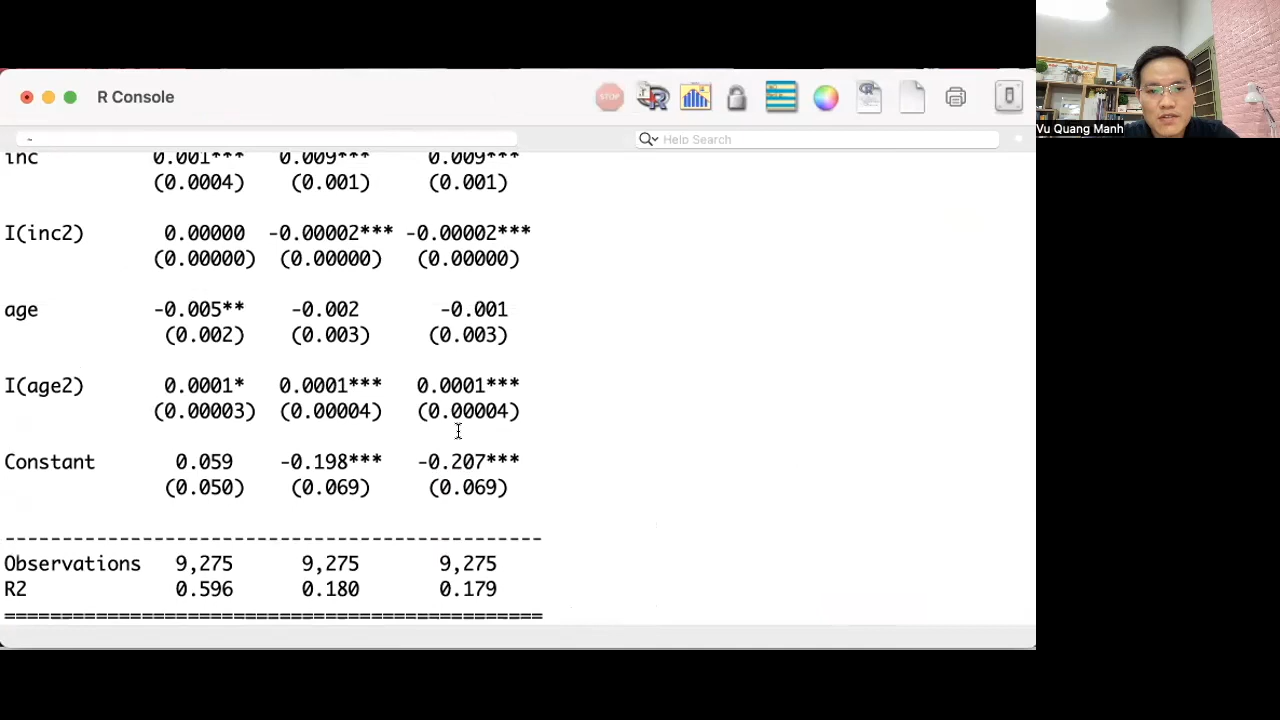 R Console
STOP
R
~
Help Search
Vu Quang Manh
inc 0.001*** 0.009*** 0.009***
(0.0004) (0.001) (0.001)
I(inc2) 0.00000 -0.00002*** -0.00002***
(0.00000) (0.00000) (0.00000)
age -0.005** -0.002 -0.001
(0.002) (0.003) (0.003)
I(age2) 0.0001* 0.0001*** 0.0001***
(0.00003) (0.00004) (0.00004)
Constant 0.059 -0.198*** -0.207***
(0.050) (0.069) (0.069)
-----------------------------------------------
Observations 9,275 9,275 9,275
R2 0.596 0.180 0.179
===============================================